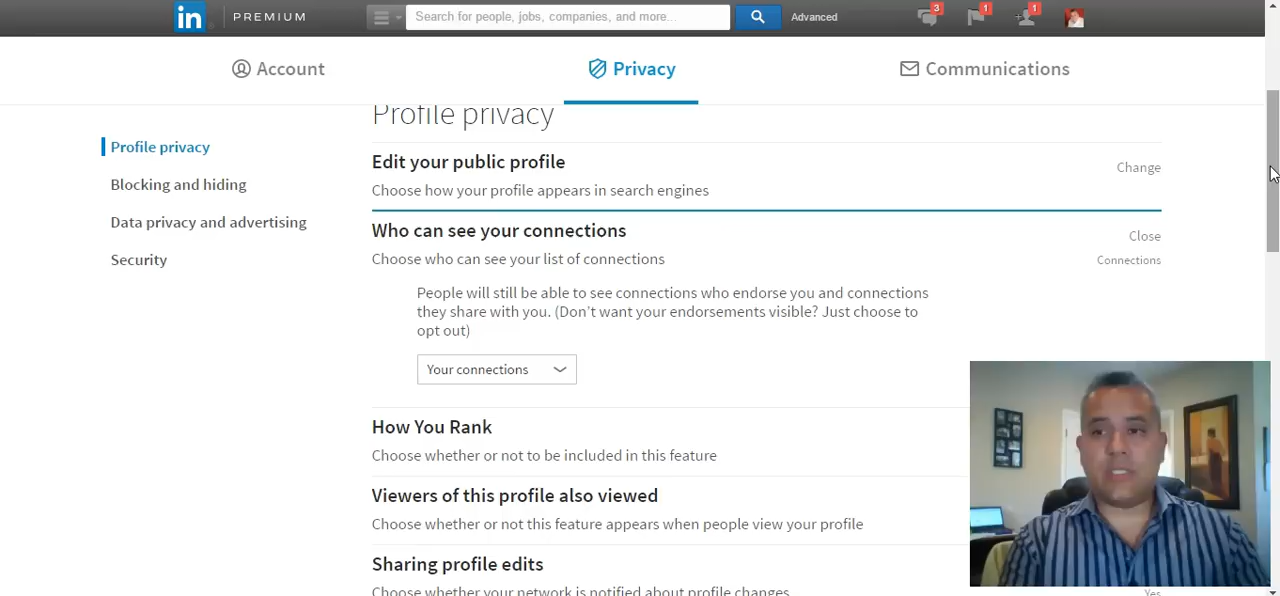 in PREMIUM Search for people, jobs, companies, and more... Advanced 3 1 1
Account Privacy Communications
Profile privacy
Profile privacy
Blocking and hiding
Data privacy and advertising
Security
Edit your public profile
Change
Choose how your profile appears in search engines
Who can see your connections
Close
Choose who can see your list of connections
Connections
People will still be able to see connections who endorse you and connections
they share with you. (Don't want your endorsements visible? Just choose to
opt out)
Your connections
How You Rank
Choose whether or not to be included in this feature
Viewers of this profile also viewed
Choose whether or not this feature appears when people view your profile
Sharing profile edits
Choose whether your network is notified about profile changes
Yes